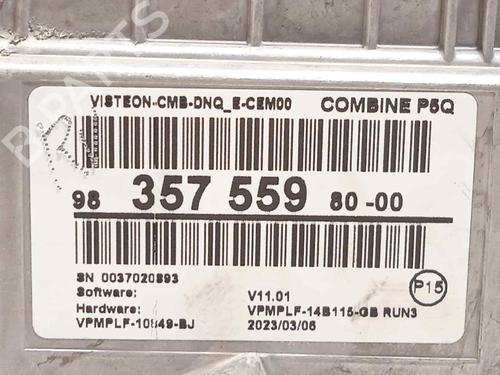 VISTEON-CMB-DNQ_E-CEM00 COMBINE P5Q
98 357 559 80-00
SN 0037020893
Software: V11.01
Hardware: VPMPLF-14B115-GB RUN3
VPMPLF-10849-BJ 2023/03/06
P15